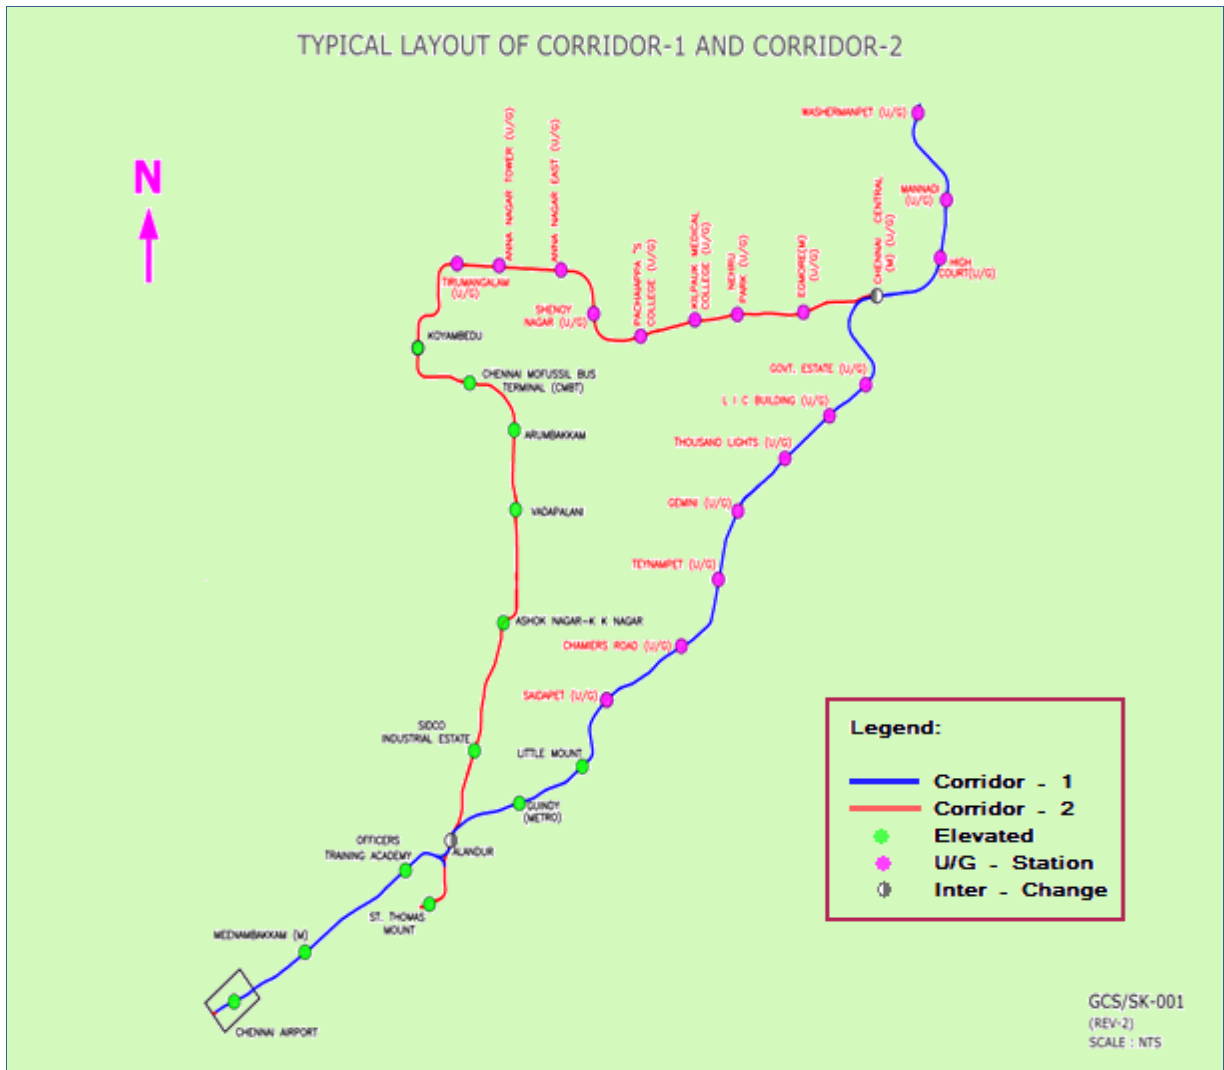 TYPICAL LAYOUT OF CORRIDOR-1 AND CORRIDOR-2
N
WASHERMANPET (U/G)
MANNADI
(U/G)
HIGH
COURT(U/G)
CHENNAI CENTRAL
(M) (U/G)
EGMORE(M)
(U/G)
NEHRU
PARK (U/G)
KILPAUK MEDICAL
COLLEGE (U/G)
PACHAIAPPA 'S
COLLEGE (U/G)
SHENOY
NAGAR (U/G)
ANNA NAGAR EAST (U/G)
ANNA NAGAR TOWER (U/G)
TIRUMANGALAM
(U/G)
KOYAMBEDU
CHENNAI MOFUSSIL BUS
TERMINAL (CMBT)
ARUMBAKKAM
VADAPALANI
ASHOK NAGAR-K K NAGAR
SIDCO
INDUSTRIAL ESTATE
GOVT. ESTATE (U/G)
L I C BUILDING (U/G)
THOUSAND LIGHTS (U/G)
GEMINI (U/G)
TEYNAMPET (U/G)
CHAMIERS ROAD (U/G)
SAIDAPET (U/G)
LITTLE MOUNT
GUINDY
(METRO)
ALANDUR
OFFICERS
TRAINING ACADEMY
ST. THOMAS
MOUNT
MEENAMBAKKAM (M)
CHENNAI AIRPORT
Legend:
Corridor - 1
Corridor - 2
Elevated
U/G - Station
Inter - Change
GCS/SK-001
(REV-2)
SCALE : NTS